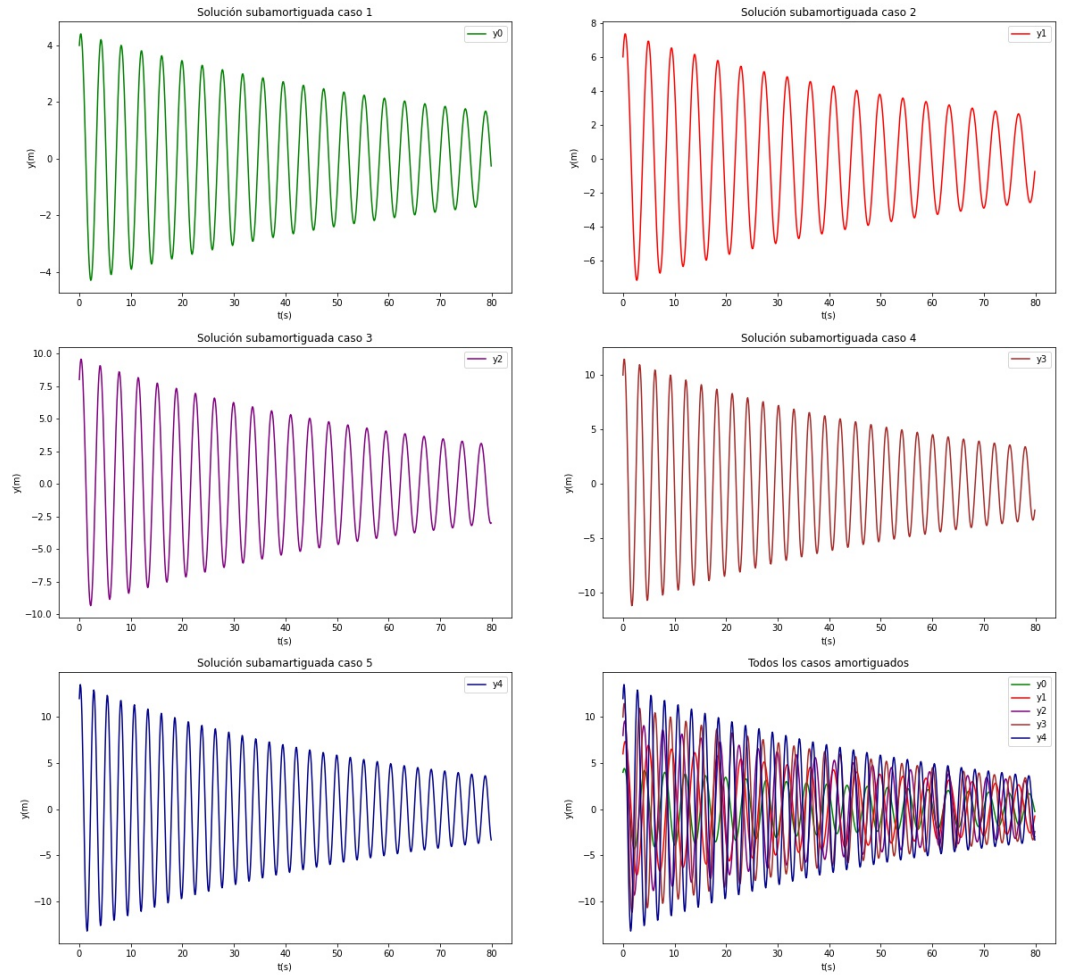 Solución subamortiguada caso 1
y0
4
2
0
−2
−4
y(m)
0 10 20 30 40 50 60 70 80
t(s)
Solución subamortiguada caso 2
y1
8
6
4
2
0
−2
−4
−6
y(m)
0 10 20 30 40 50 60 70 80
t(s)
Solución subamortiguada caso 3
y2
10.0
7.5
5.0
2.5
0.0
−2.5
−5.0
−7.5
−10.0
y(m)
0 10 20 30 40 50 60 70 80
t(s)
Solución subamortiguada caso 4
y3
10
5
0
−5
−10
y(m)
0 10 20 30 40 50 60 70 80
t(s)
Solución subamartiguada caso 5
y4
10
5
0
−5
−10
y(m)
0 10 20 30 40 50 60 70 80
t(s)
Todos los casos amortiguados
y0
y1
y2
y3
y4
10
5
0
−5
−10
y(m)
0 10 20 30 40 50 60 70 80
t(s)